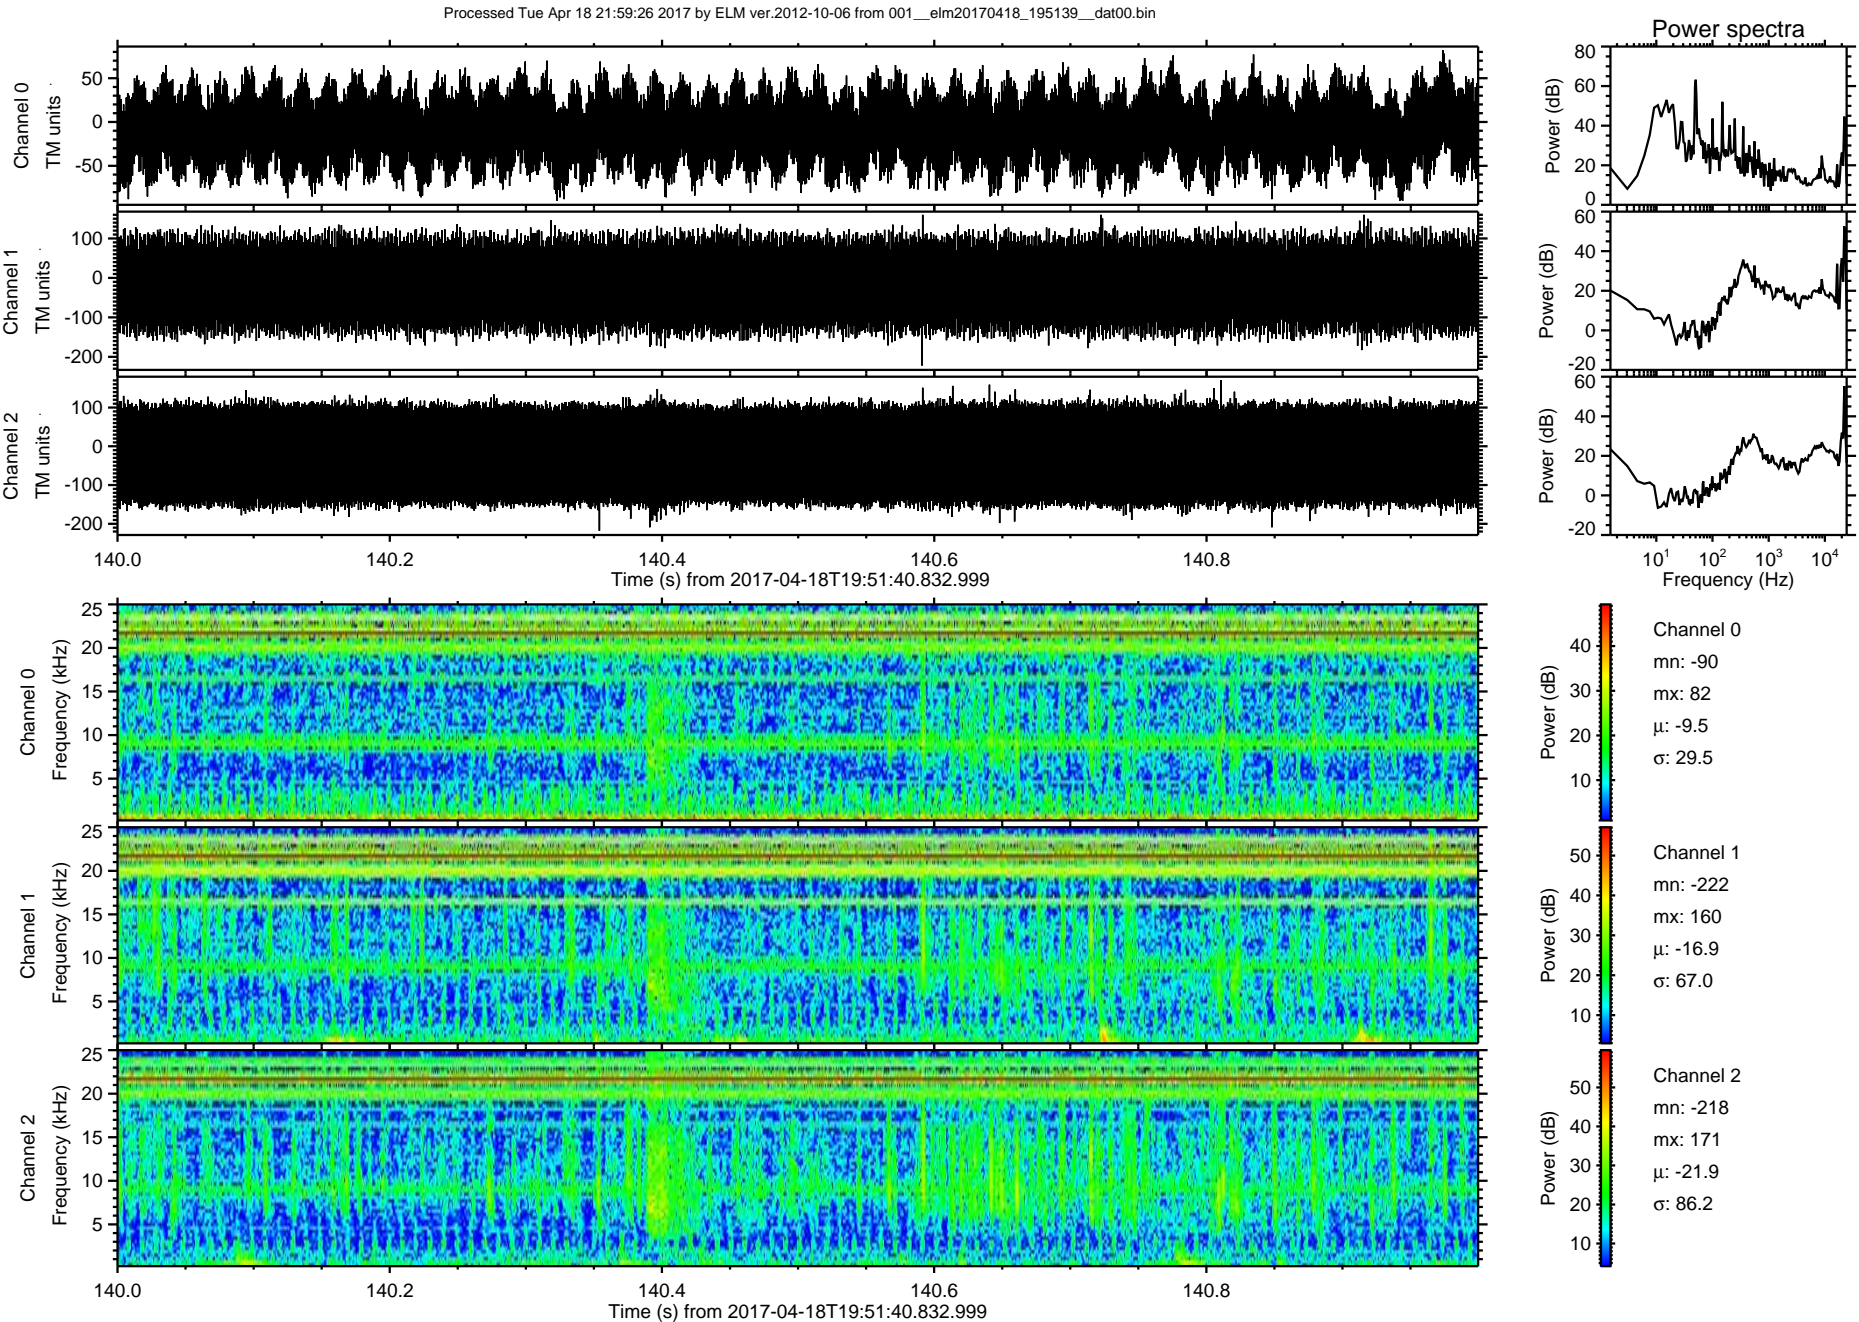 Processed Tue Apr 18 21:59:26 2017 by ELM ver.2012-10-06 from 001__elm20170418_195139__dat00.bin
Power spectra
Channel 0
TM units
50
0
-50
Power (dB)
80
60
40
20
0
Channel 1
TM units
100
0
-100
-200
Power (dB)
60
40
20
0
-20
Channel 2
TM units
100
0
-100
-200
Power (dB)
60
40
20
0
-20
140.0 140.2 140.4 140.6 140.8
Time (s) from 2017-04-18T19:51:40.832.999
10^1 10^2 10^3 10^4
Frequency (Hz)
Channel 0
Frequency (kHz)
25
20
15
10
5
Power (dB)
40
30
20
10
Channel 0
mn: -90
mx: 82
μ: -9.5
σ: 29.5
Channel 1
Frequency (kHz)
25
20
15
10
5
Power (dB)
50
40
30
20
10
Channel 1
mn: -222
mx: 160
μ: -16.9
σ: 67.0
Channel 2
Frequency (kHz)
25
20
15
10
5
Power (dB)
50
40
30
20
10
Channel 2
mn: -218
mx: 171
μ: -21.9
σ: 86.2
140.0 140.2 140.4 140.6 140.8
Time (s) from 2017-04-18T19:51:40.832.999